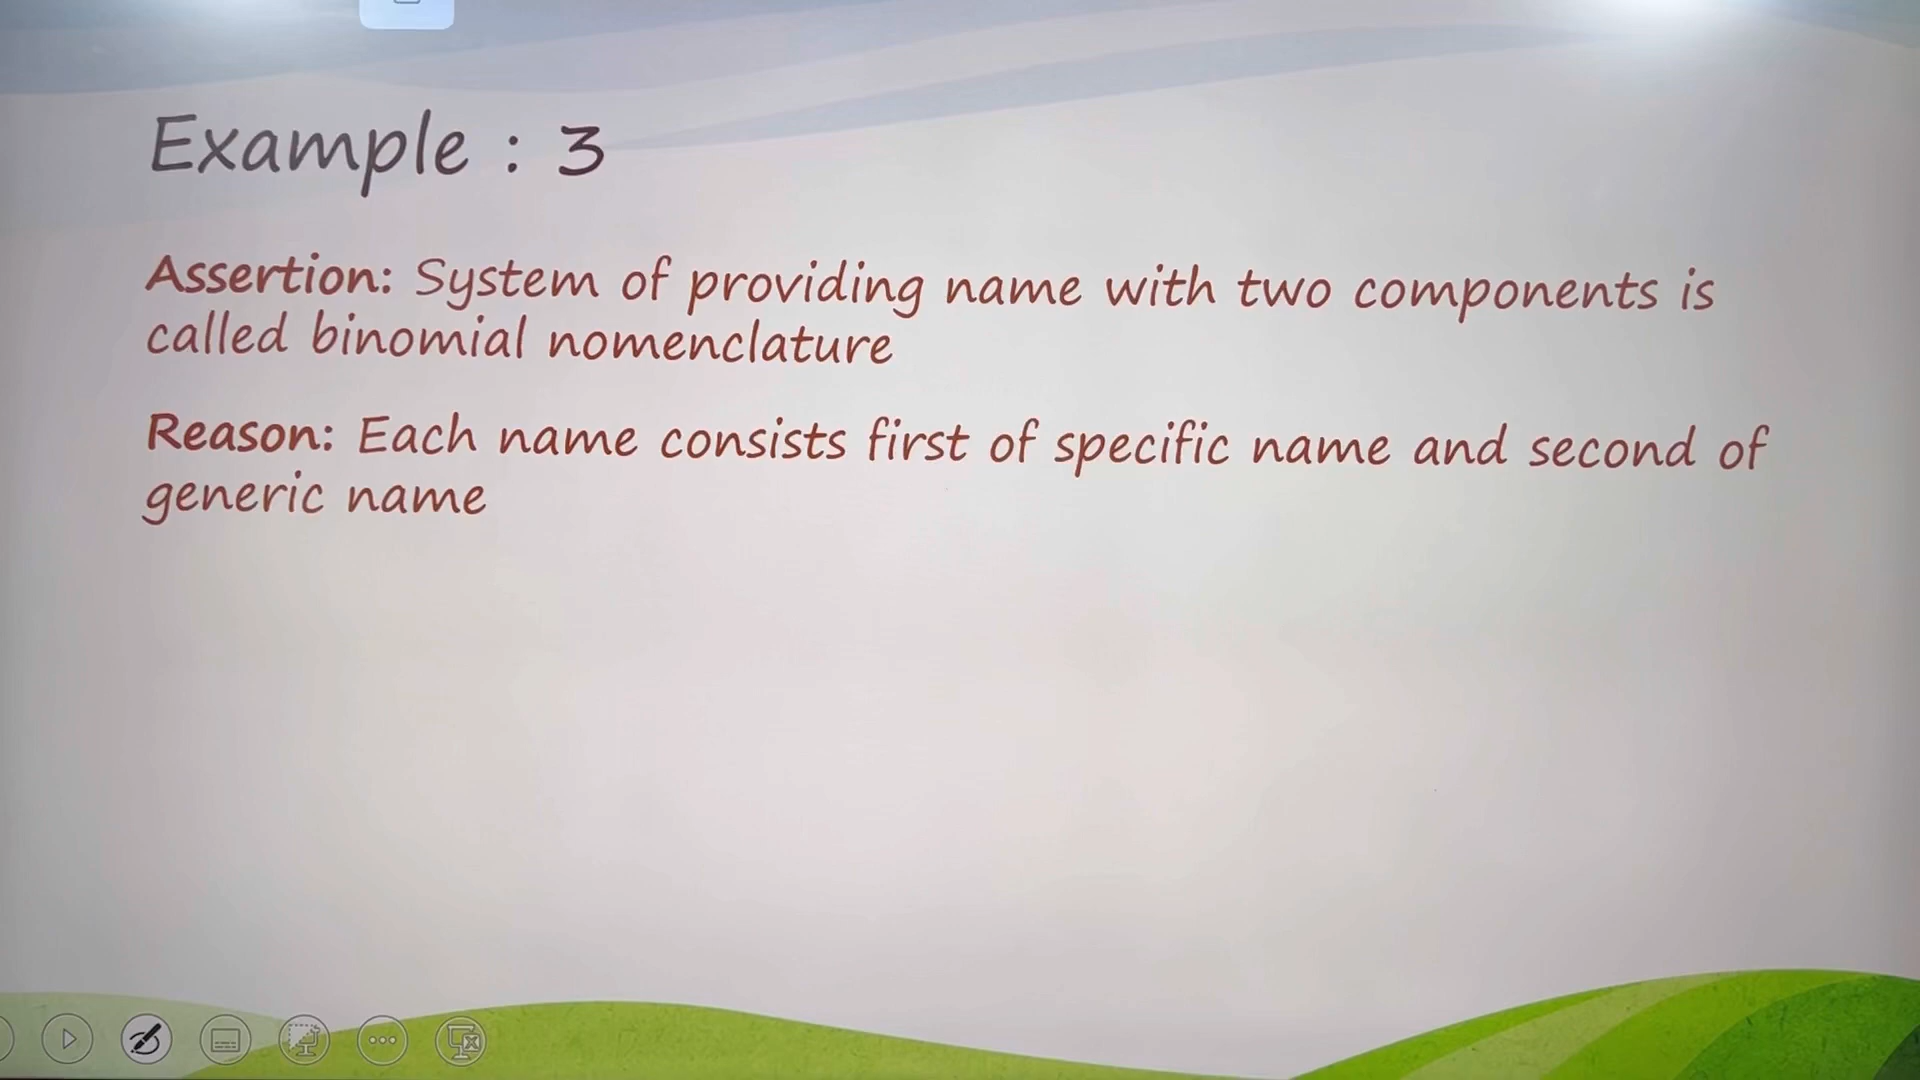 Example : 3
Assertion: System of providing name with two components is
called binomial nomenclature
Reason: Each name consists first of specific name and second of
generic name